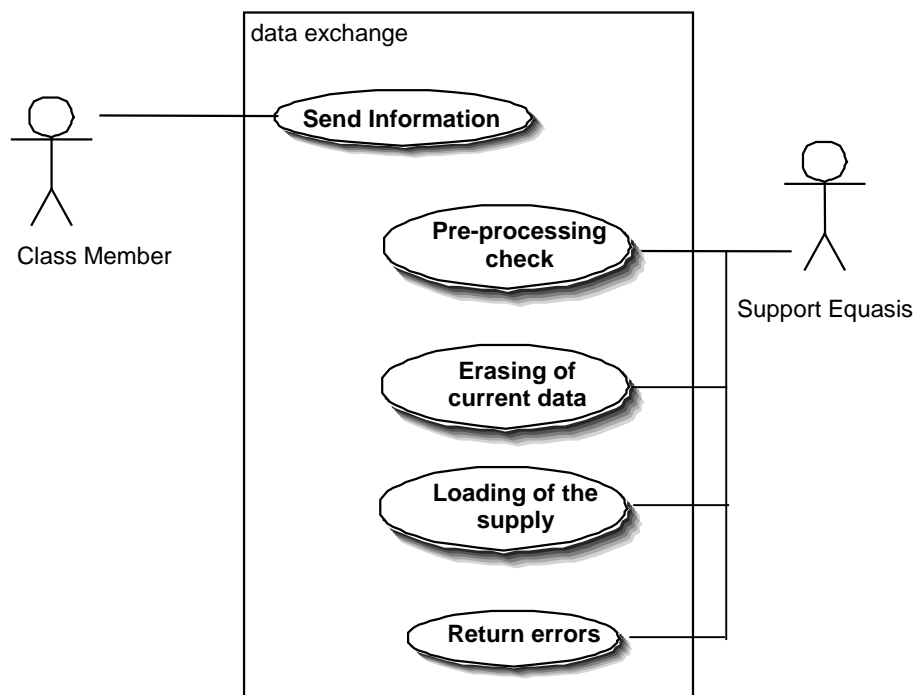 data exchange
Send Information
Class Member
Pre-processing
check
Support Equasis
Erasing of
current data
Loading of the
supply
Return errors